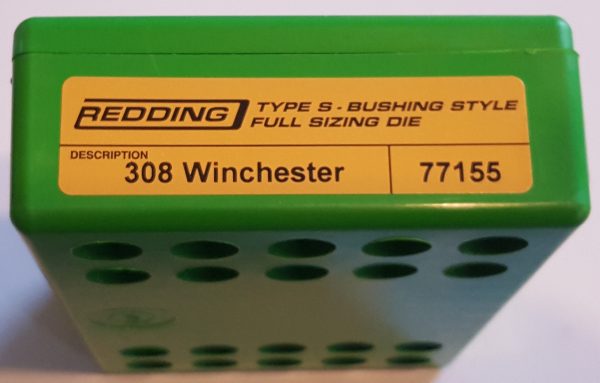 REDDING TYPE S - BUSHING STYLE
FULL SIZING DIE
DESCRIPTION
308 Winchester 77155